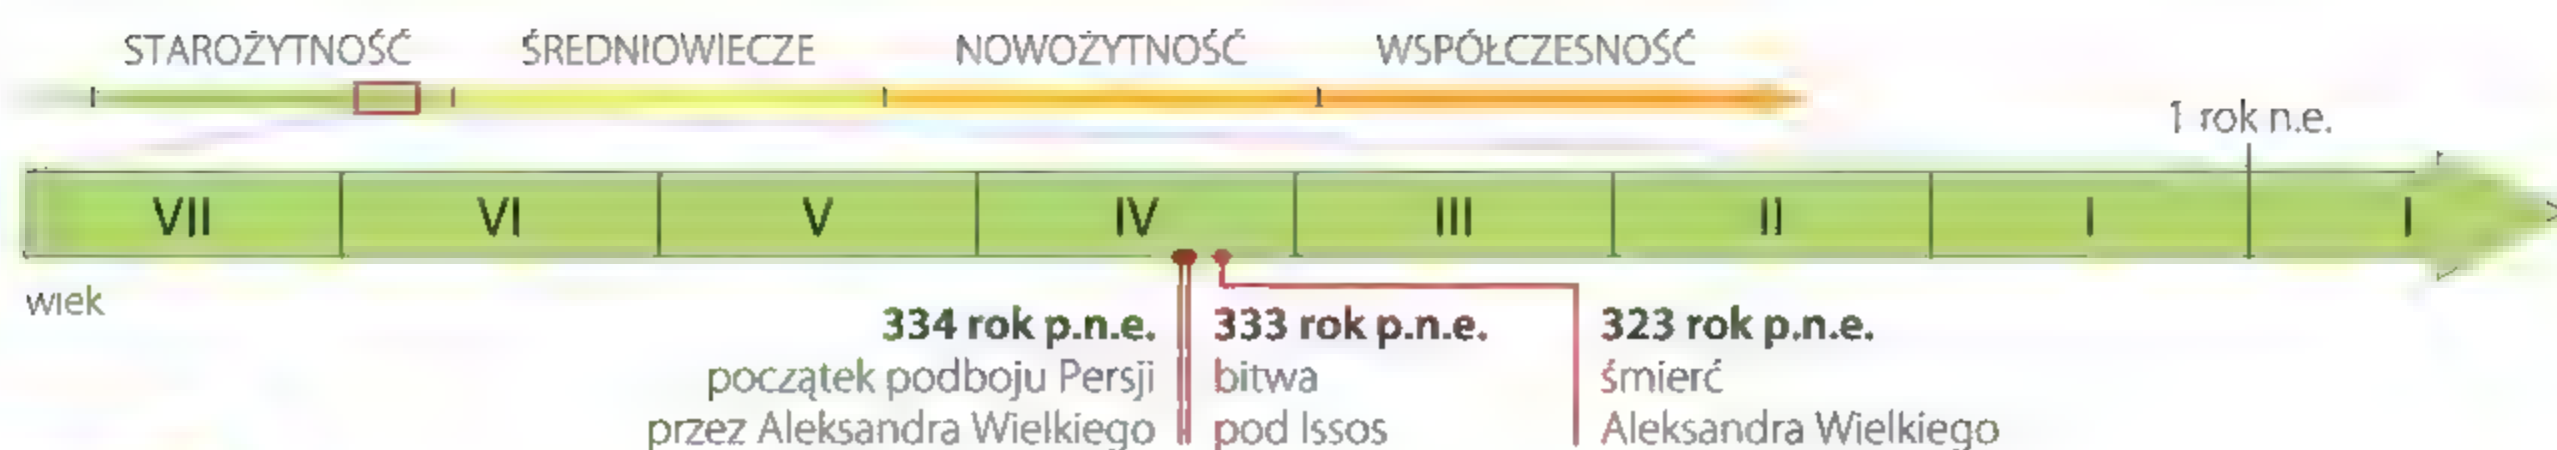 STAROŻYTNOŚĆ ŚREDNIOWIECZE NOWOŻYTNOŚĆ WSPÓŁCZESNOŚĆ
1 rok n.e.
VII VI V IV III II I I
wiek
334 rok p.n.e. 333 rok p.n.e. 323 rok p.n.e.
początek podboju Persji bitwa śmierć
przez Aleksandra Wielkiego pod Issos Aleksandra Wielkiego